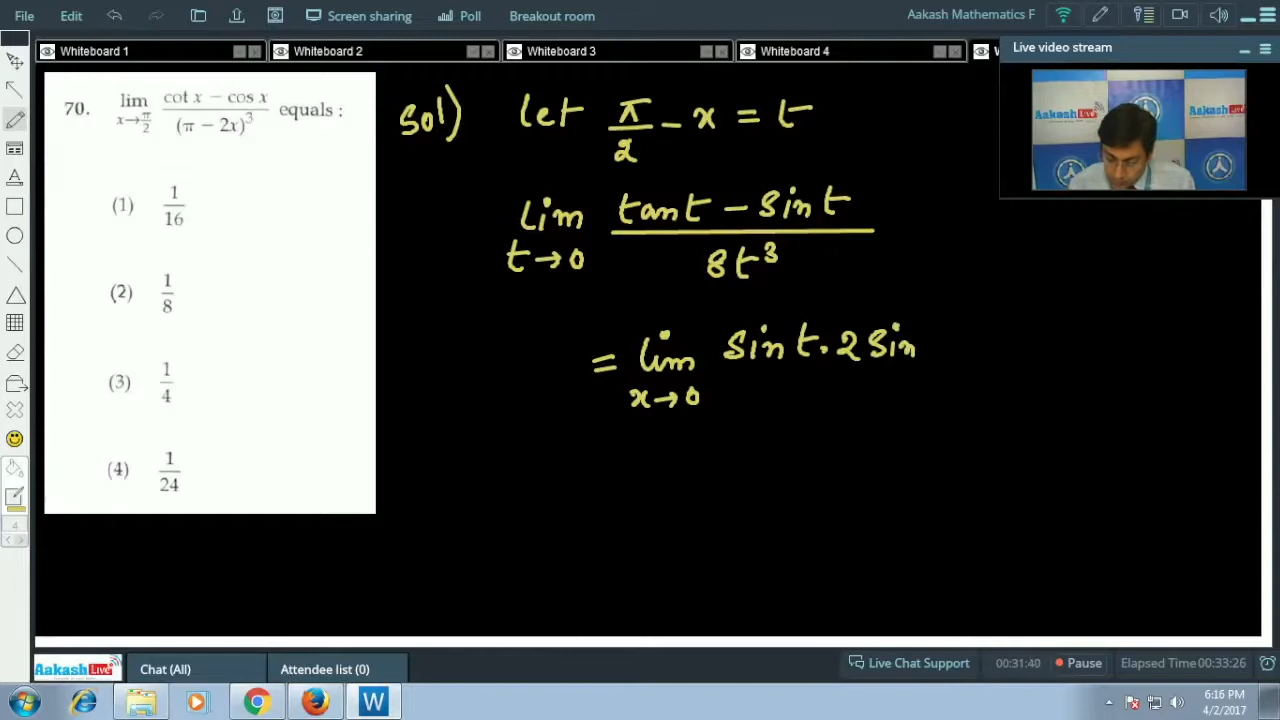 File Edit Screen sharing Poll Breakout room Aakash Mathematics F
Whiteboard 1 Whiteboard 2 Whiteboard 3 Whiteboard 4
Live video stream
70. lim x→π/2 (cot x − cos x)/(π − 2x)³ equals :
(1) 1/16
(2) 1/8
(3) 1/4
(4) 1/24
Sol) let π/2 − x = t
lim t→0 (tan t − Sin t)/8t³
= lim x→0 Sin t. 2 Sin
Aakash Live Chat (All) Attendee list (0) Live Chat Support 00:31:40 Pause Elapsed Time 00:33:26
6:16 PM
4/2/2017